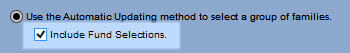 Use the Automatic Updating method to select a group of families.
Include Fund Selections.